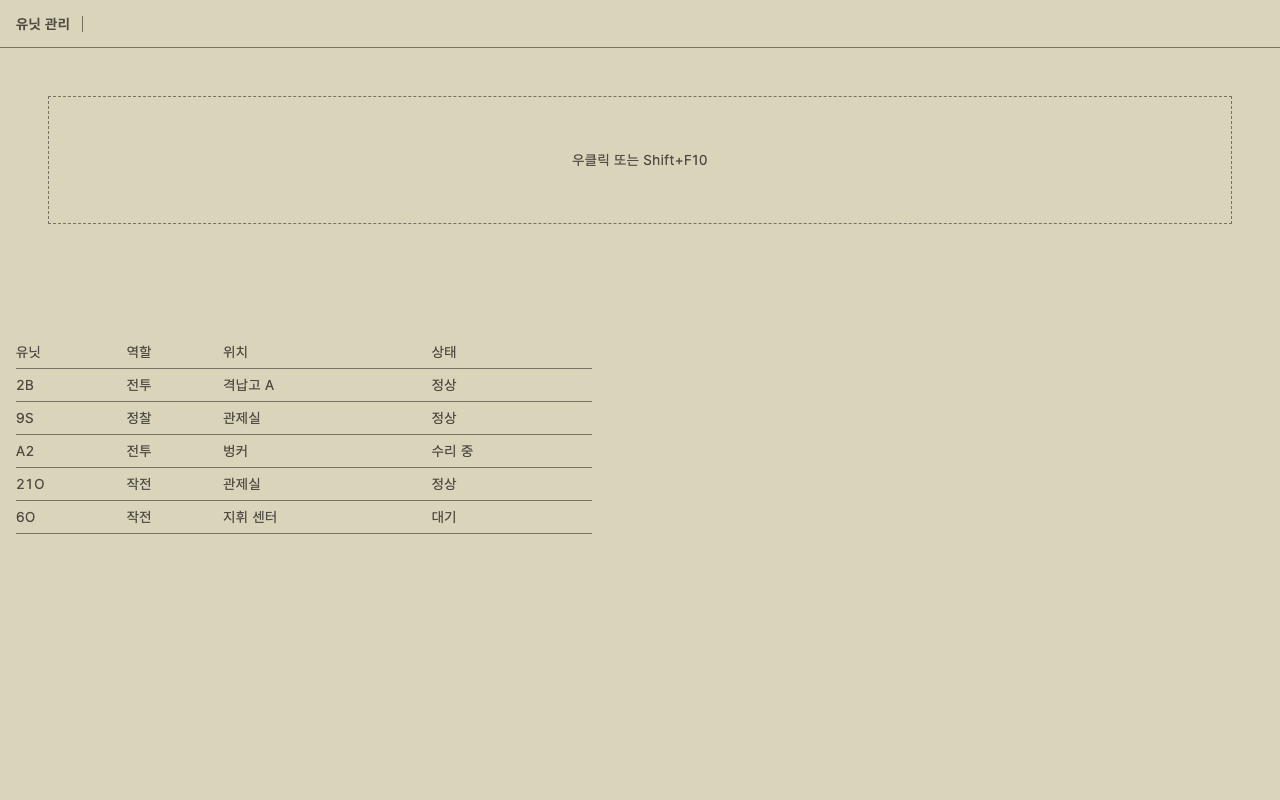 유닛 관리
우클릭 또는 Shift+F10
유닛 역할 위치 상태
2B 전투 격납고 A 정상
9S 정찰 관제실 정상
A2 전투 벙커 수리 중
21O 작전 관제실 정상
6O 작전 지휘 센터 대기